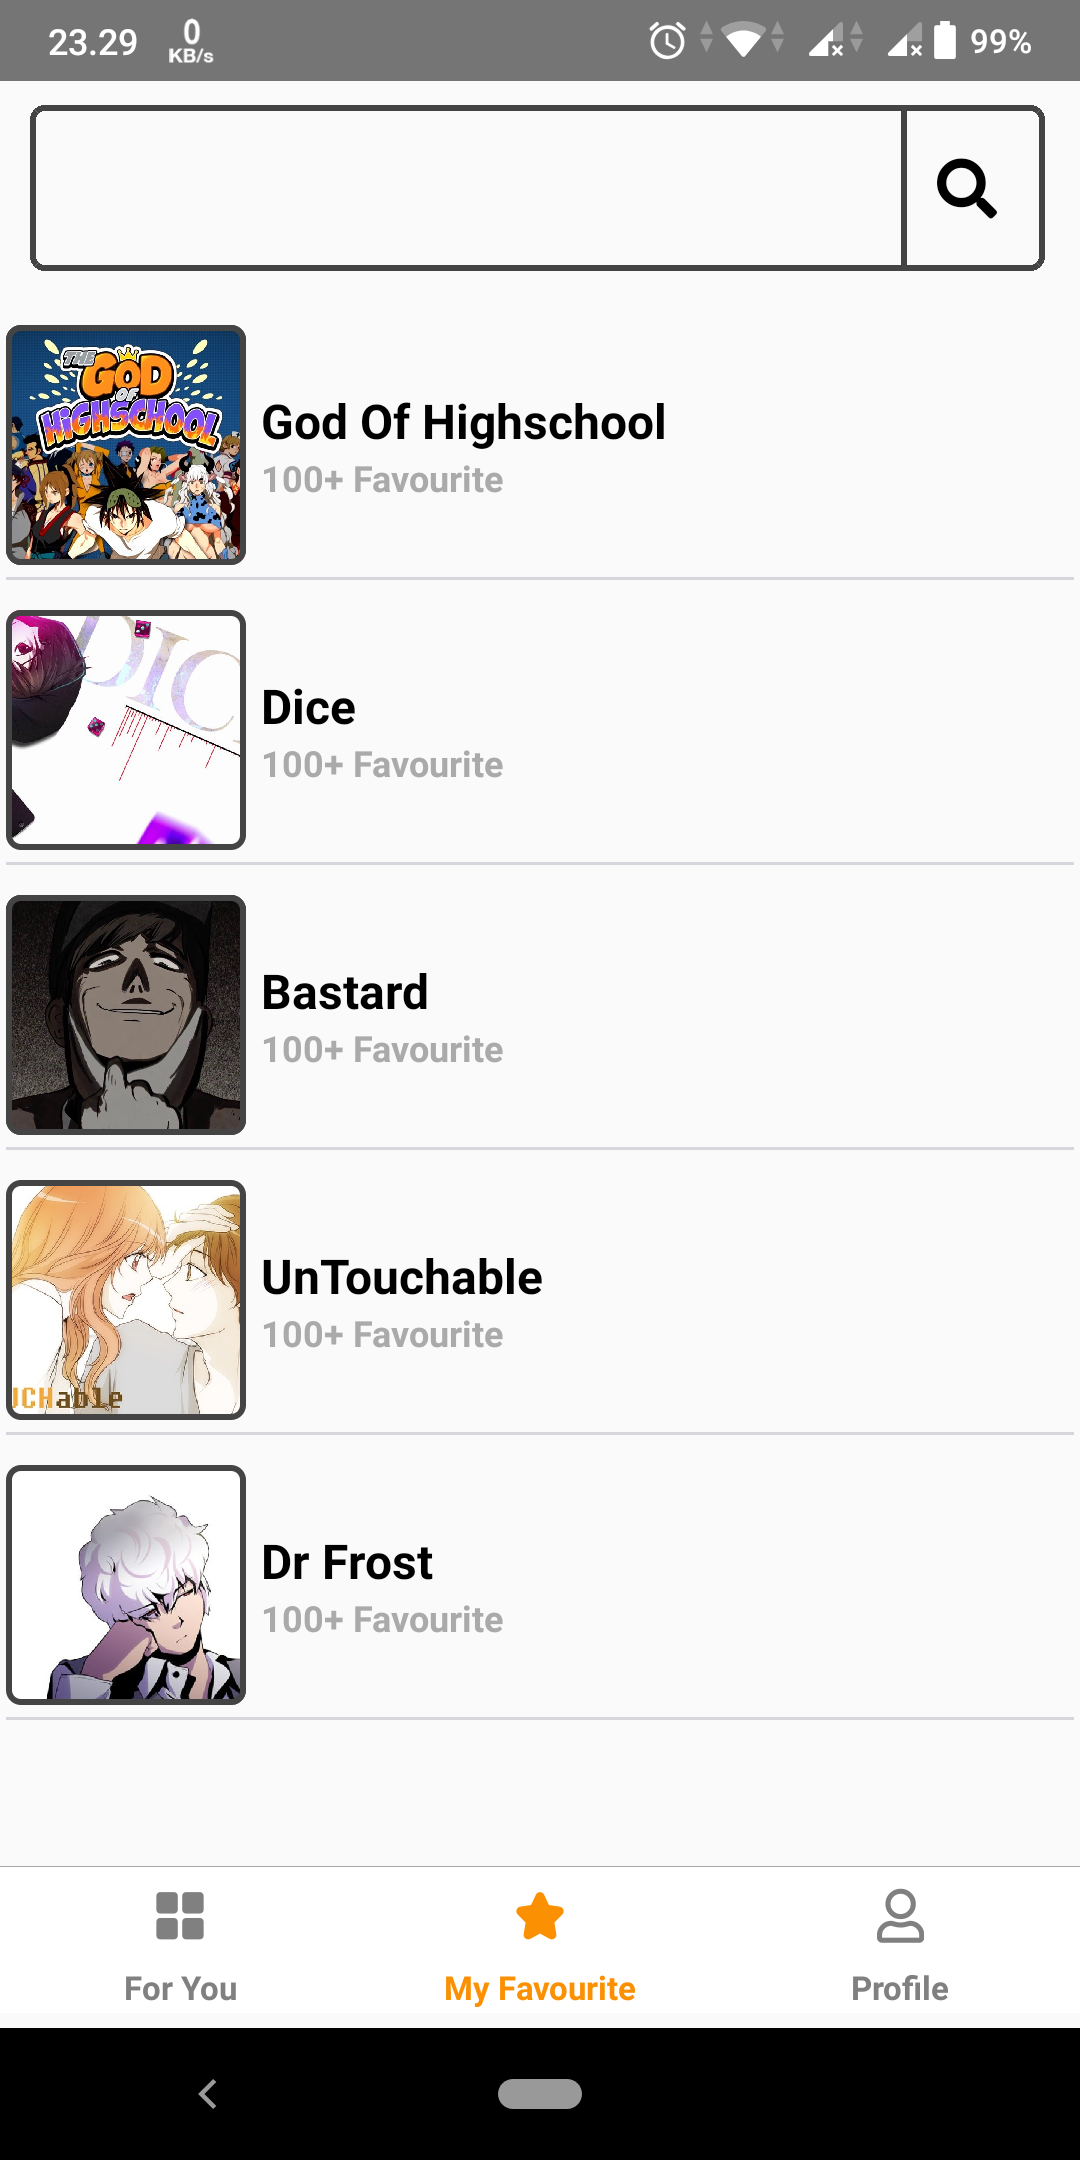 23.29
0
KB/s
99%
THE
GOD
OF
HIGHSCHOOL
God Of Highschool
100+ Favourite
DIC
Dice
100+ Favourite
Bastard
100+ Favourite
UCHable
UnTouchable
100+ Favourite
Dr Frost
100+ Favourite
For You
My Favourite
Profile